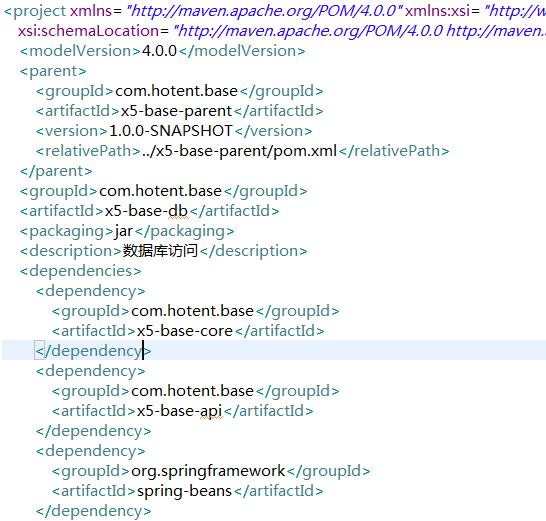 <project xmlns="http://maven.apache.org/POM/4.0.0" xmlns:xsi="http://w
xsi:schemaLocation="http://maven.apache.org/POM/4.0.0 http://maven.
<modelVersion>4.0.0</modelVersion>
<parent>
<groupId>com.hotent.base</groupId>
<artifactId>x5-base-parent</artifactId>
<version>1.0.0-SNAPSHOT</version>
<relativePath>../x5-base-parent/pom.xml</relativePath>
</parent>
<groupId>com.hotent.base</groupId>
<artifactId>x5-base-db</artifactId>
<packaging>jar</packaging>
<description>数据库访问</description>
<dependencies>
<dependency>
<groupId>com.hotent.base</groupId>
<artifactId>x5-base-core</artifactId>
</dependency>
<dependency>
<groupId>com.hotent.base</groupId>
<artifactId>x5-base-api</artifactId>
</dependency>
<dependency>
<groupId>org.springframework</groupId>
<artifactId>spring-beans</artifactId>
</dependency>